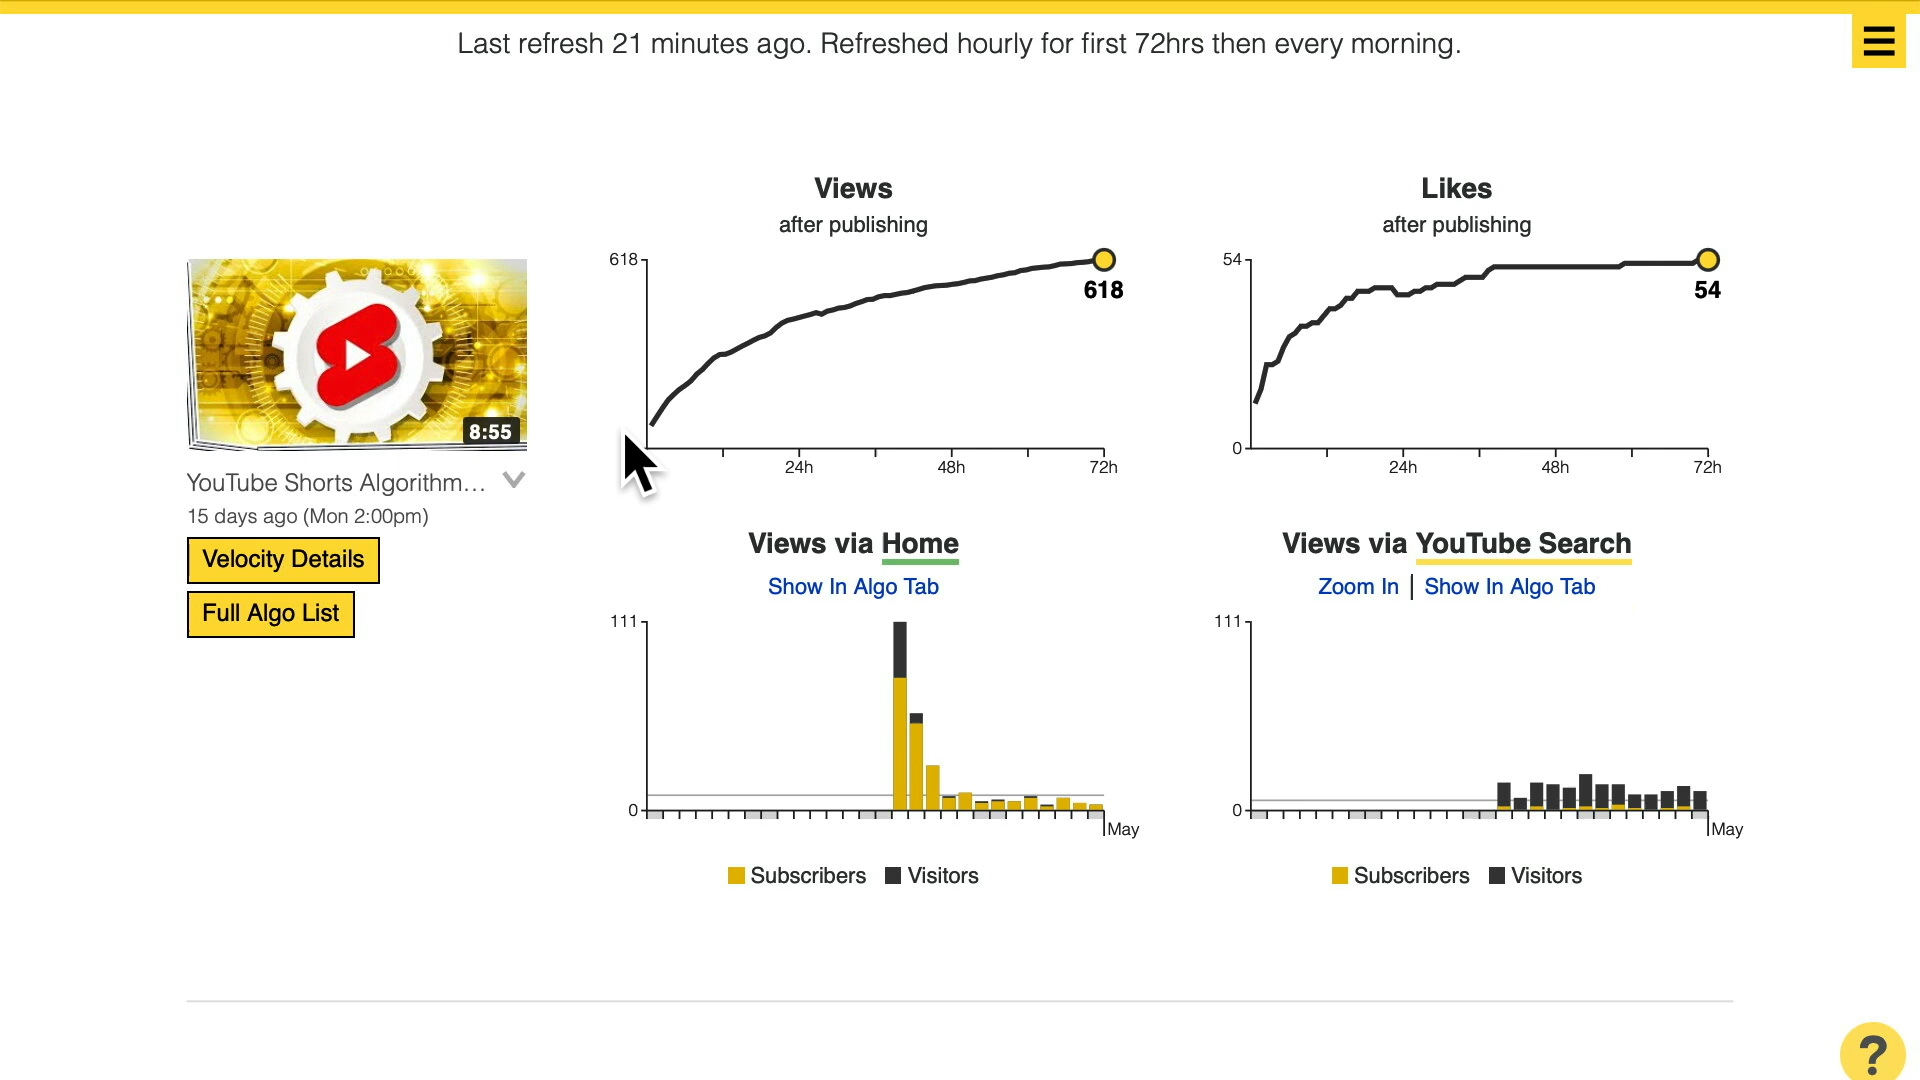 Last refresh 21 minutes ago. Refreshed hourly for first 72hrs then every morning.
8:55
YouTube Shorts Algorithm...
15 days ago (Mon 2:00pm)
Velocity Details
Full Algo List
Views
after publishing
618
618
24h
48h
72h
Likes
after publishing
54
54
0
24h
48h
72h
Views via Home
Show In Algo Tab
111
0
May
Subscribers
Visitors
Views via YouTube Search
Zoom In | Show In Algo Tab
111
0
May
Subscribers
Visitors
?